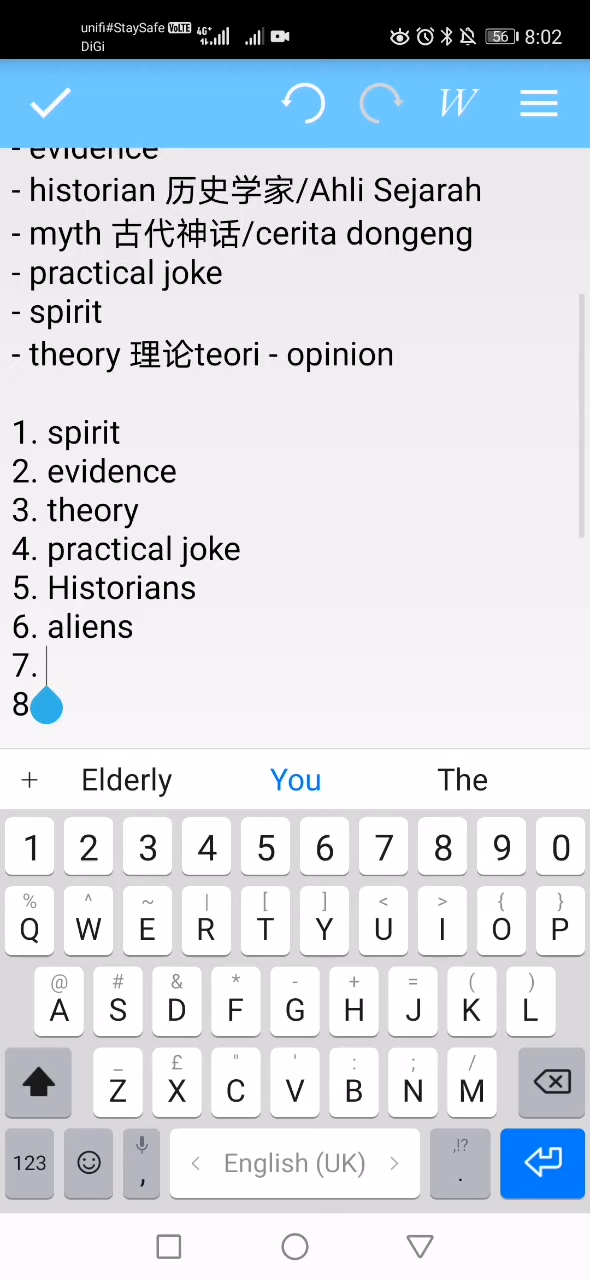 unifi#StaySafe VoLTE 4G+
DiGi
56 8:02
W
- evidence
- historian 历史学家/Ahli Sejarah
- myth 古代神话/cerita dongeng
- practical joke
- spirit
- theory 理论teori - opinion
1. spirit
2. evidence
3. theory
4. practical joke
5. Historians
6. aliens
7.
8
+ Elderly You The
1 2 3 4 5 6 7 8 9 0
% ^ ~ | [ ] < > { }
Q W E R T Y U I O P
@ # & * - + = ( )
A S D F G H J K L
_ £ " ' : ; /
Z X C V B N M
123 , < English (UK) > ,!? .